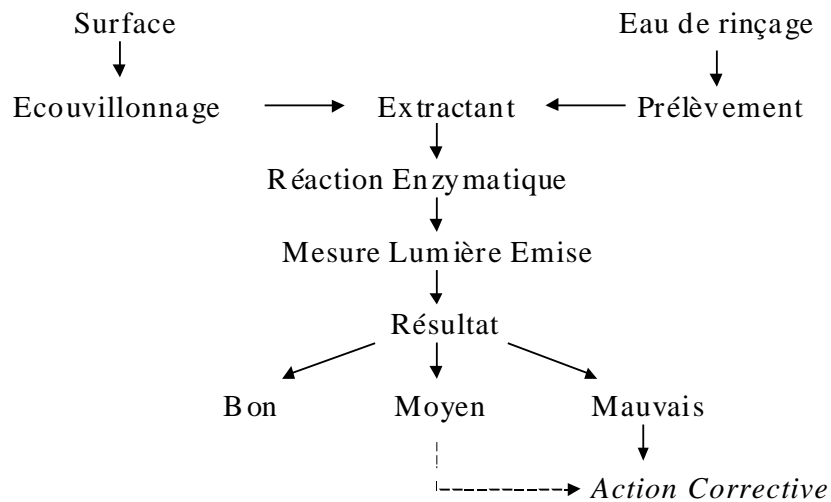 Surface Eau de rinçage
Ecouvillonnage Extractant Prélèvement
Réaction Enzymatique
Mesure Lumière Emise
Résultat
Bon Moyen Mauvais
Action Corrective